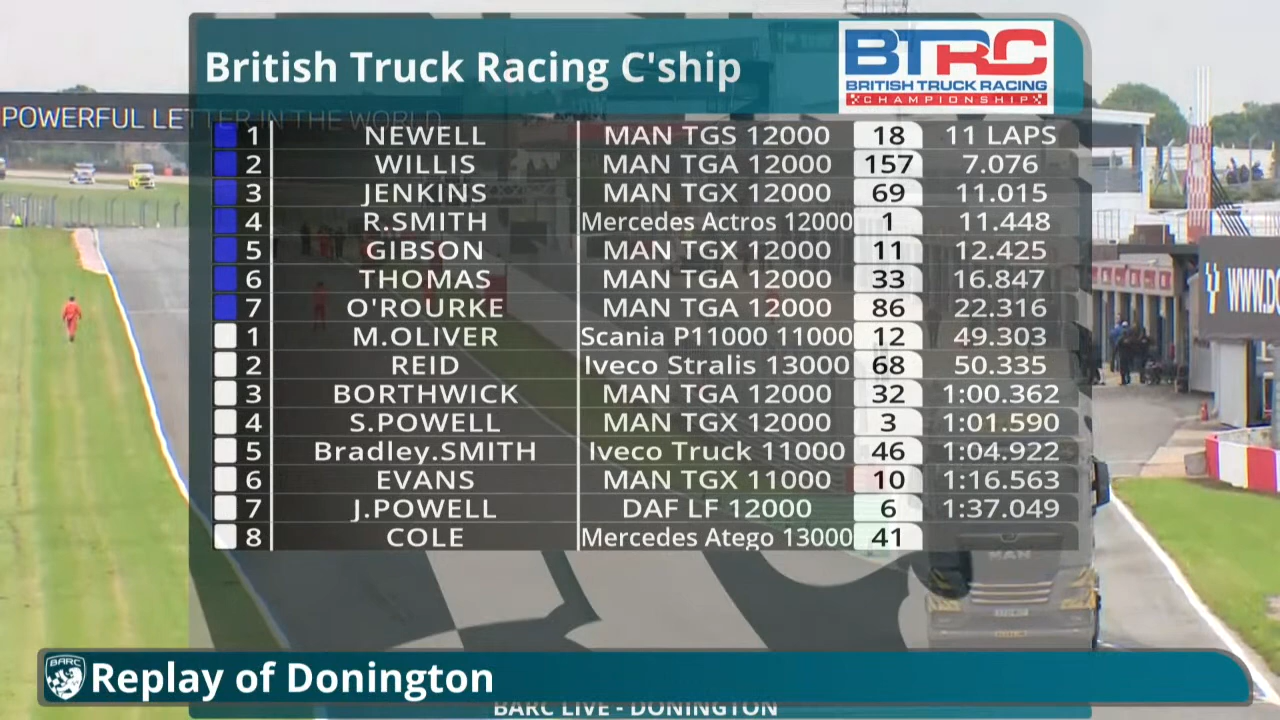 British Truck Racing C'ship
BTRC
BRITISH TRUCK RACING
CHAMPIONSHIP
POWERFUL LETTER IN THE WORLD
1 NEWELL MAN TGS 12000 18 11 LAPS
2 WILLIS MAN TGA 12000 157 7.076
3 JENKINS MAN TGX 12000 69 11.015
4 R.SMITH Mercedes Actros 12000 1 11.448
5 GIBSON MAN TGX 12000 11 12.425
6 THOMAS MAN TGA 12000 33 16.847
7 O'ROURKE MAN TGA 12000 86 22.316
1 M.OLIVER Scania P11000 11000 12 49.303
2 REID Iveco Stralis 13000 68 50.335
3 BORTHWICK MAN TGA 12000 32 1:00.362
4 S.POWELL MAN TGX 12000 3 1:01.590
5 Bradley.SMITH Iveco Truck 11000 46 1:04.922
6 EVANS MAN TGX 11000 10 1:16.563
7 J.POWELL DAF LF 12000 6 1:37.049
8 COLE Mercedes Atego 13000 41
WWW.D
MAN
BARC
Replay of Donington
BARC LIVE - DONINGTON